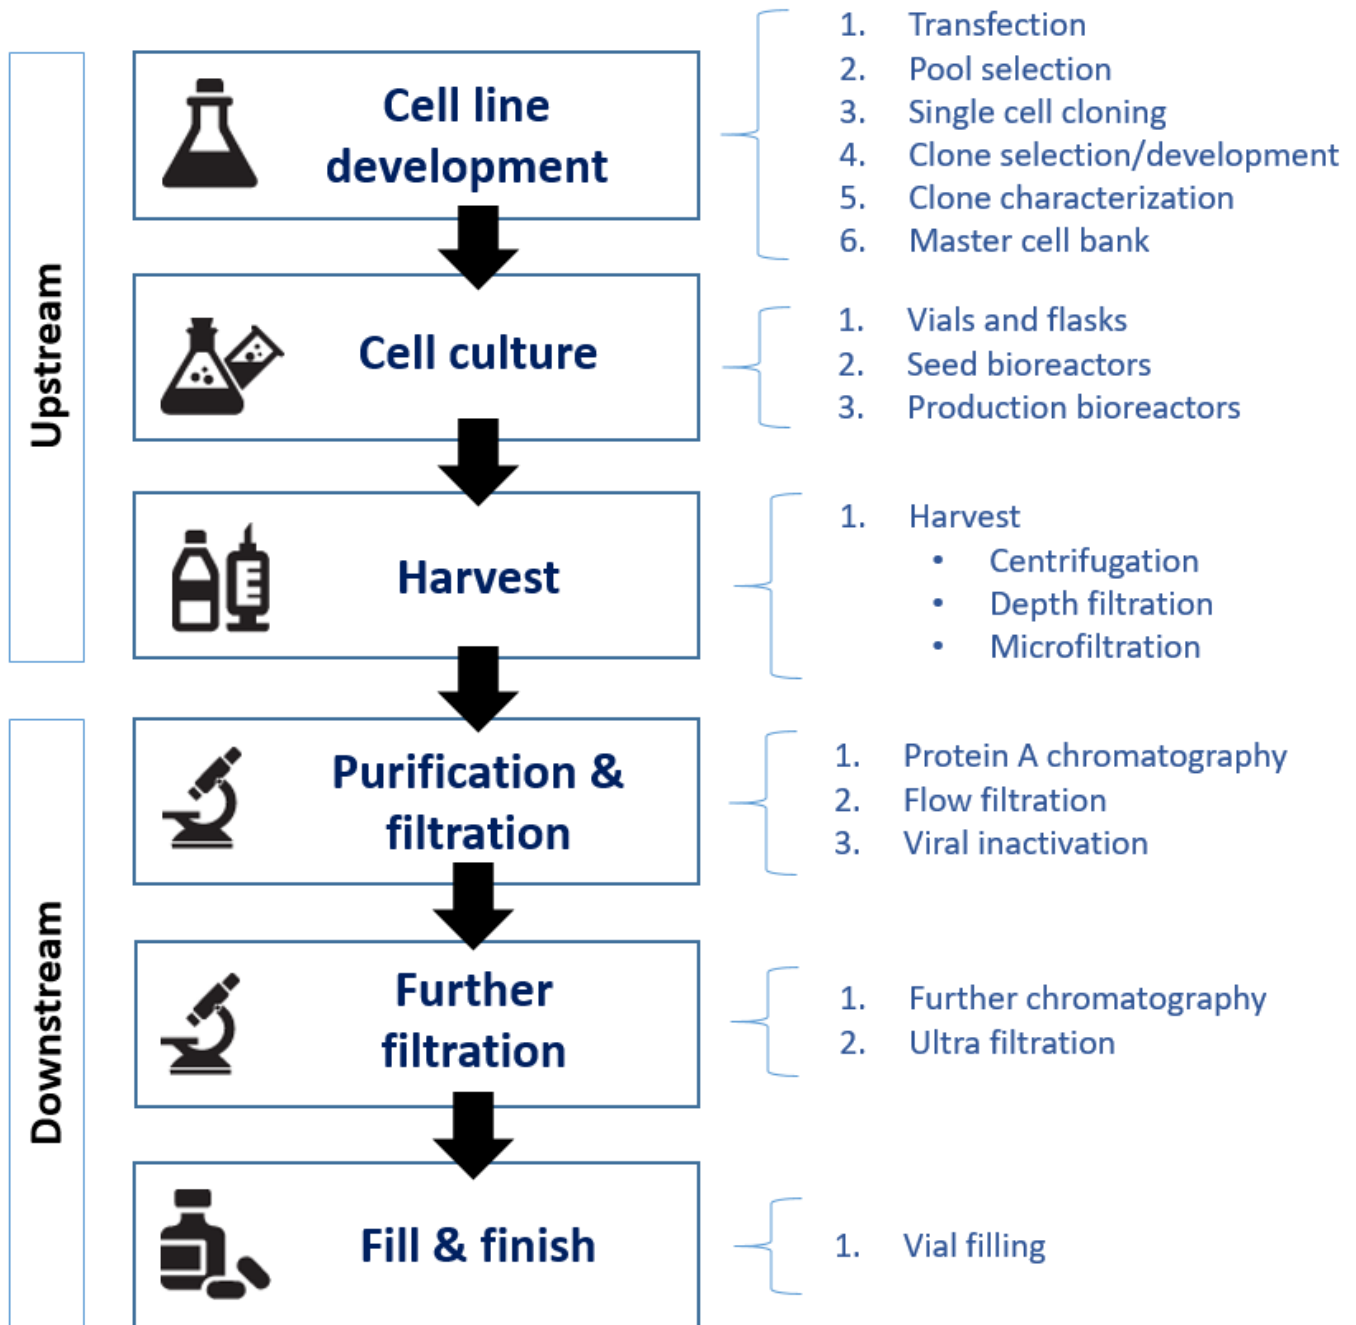 Upstream
Cell line
development
1. Transfection
2. Pool selection
3. Single cell cloning
4. Clone selection/development
5. Clone characterization
6. Master cell bank
Cell culture
1. Vials and flasks
2. Seed bioreactors
3. Production bioreactors
Harvest
1. Harvest
• Centrifugation
• Depth filtration
• Microfiltration
Downstream
Purification &
filtration
1. Protein A chromatography
2. Flow filtration
3. Viral inactivation
Further
filtration
1. Further chromatography
2. Ultra filtration
Fill & finish
1. Vial filling